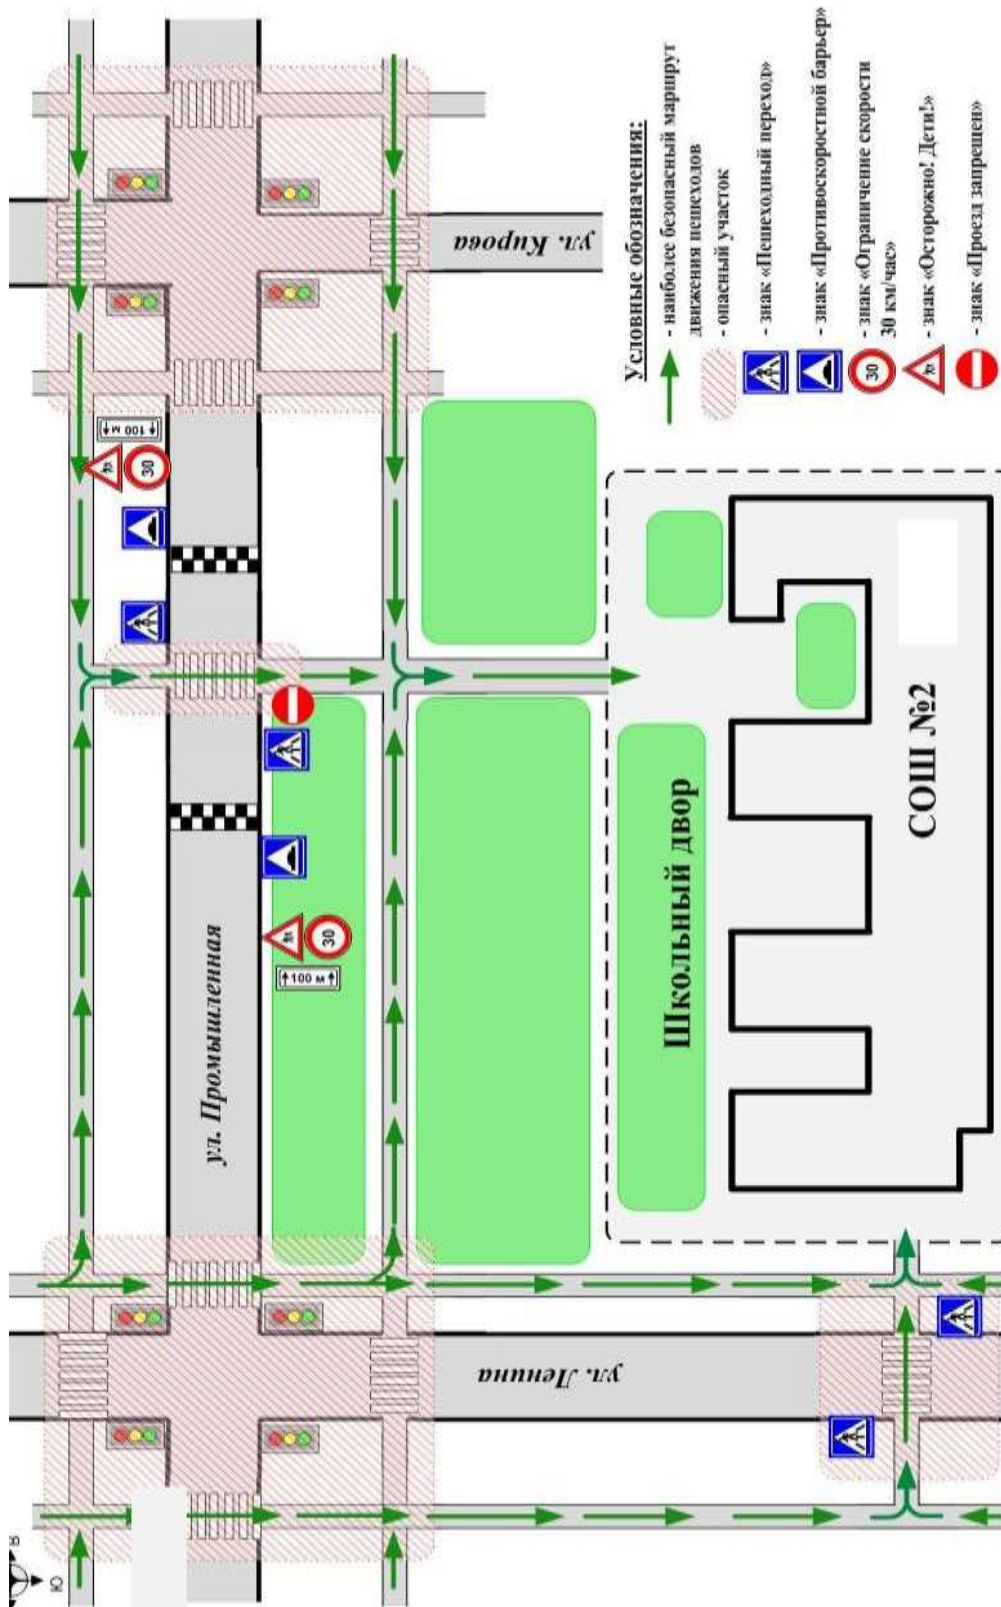 ул. Кирова
ул. Промышленная
ул. Ленина
100 м
30
30
100 м
Школьный двор
СОШ №2
Условные обозначения:
- наиболее безопасный маршрут
движения пешеходов
- опасный участок
- знак «Пешеходный переход»
- знак «Противоскоростной барьер»
30
- знак «Ограничение скорости
30 км/час»
- знак «Осторожно! Дети!»
- знак «Проезд запрещен»
В
Ю